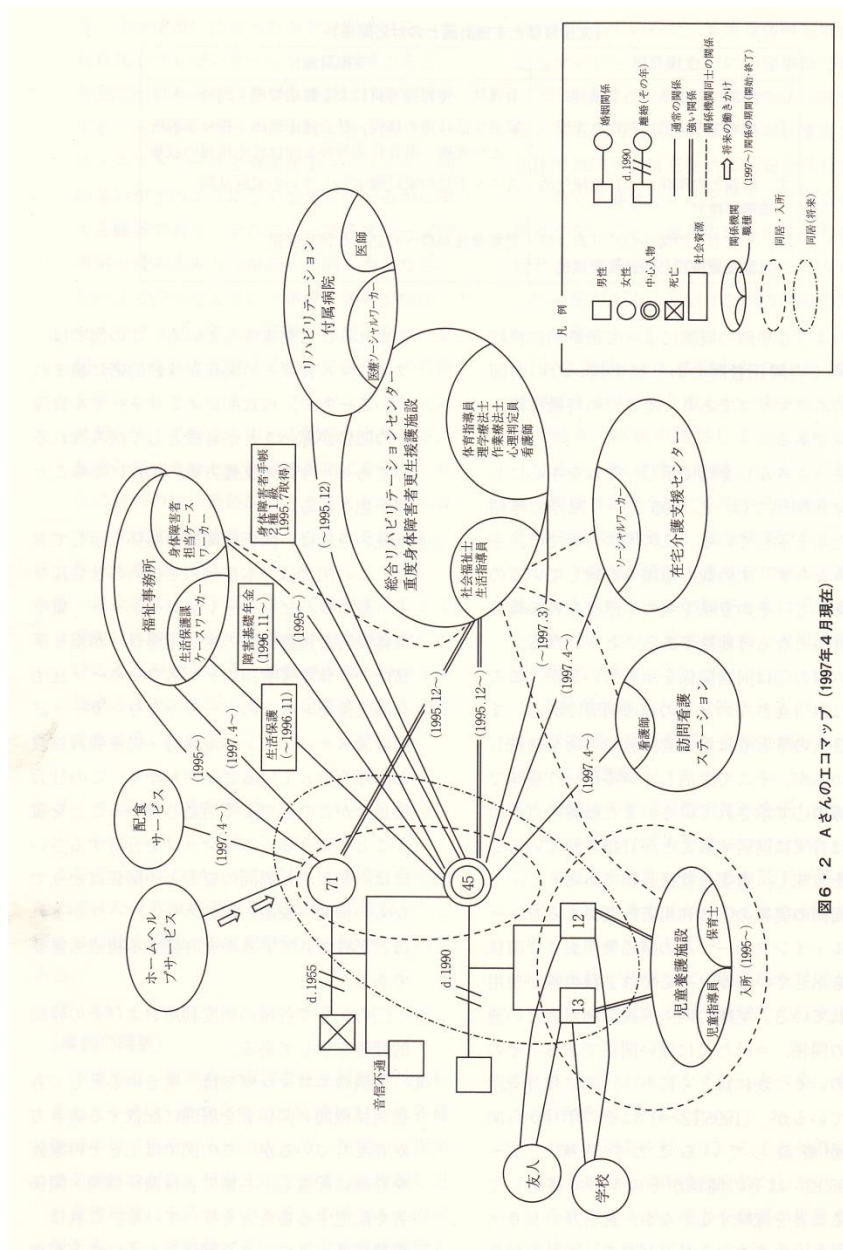 ホームヘルプサービス
配食
サービス
福祉事務所
生活保護課
ケースワーカー
身体障害者
担当ケース
ワーカー
リハビリテーション
付属病院
医療ソーシャルワーカー
医師
(1997.4~)
(1995~)
(1997.4~)
生活保護
(~1996.11)
障害基礎年金
(1996.11~)
身体障害者手帳
2種1級
(1995.7取得)
(1995~)
(~1995.12)
総合リハビリテーションセンター
重度身体障害者更生援護施設
社会福祉士
生活指導員
体育指導員
理学療法士
作業療法士
心理判定員
看護師
d.1955
71
音信不通
(1995.12~)
(1995.12~)
d.1990
45
(~1997.3)
(1997.4~)
(1997.4~)
在宅介護支援センター
ソーシャルワーカー
訪問看護
ステーション
看護師
友人
学校
13
12
児童養護施設
児童指導員
保育士
入所(1995~)
凡 例
男性
女性
中心人物
死亡
社会資源
関係機関
職種
同居・入所
同居(将来)
婚姻関係
d.1990
離婚(その年)
通常の関係
強い関係
関係機関同士の関係
将来の働きかけ
(1997~)関係の期間(開始・終了)
図6-2 Aさんのエコマップ(1997年4月現在)